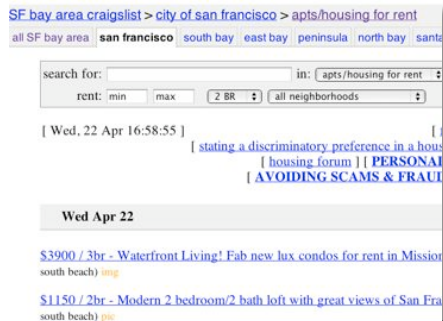 SF bay area craigslist > city of san francisco > apts/housing for rent
all SF bay area san francisco south bay east bay peninsula north bay santa
search for: in: apts/housing for rent
rent: min max 2 BR all neighborhoods
[ Wed, 22 Apr 16:58:55 ] [
[ stating a discriminatory preference in a hous
[ housing forum ] [ PERSONAL
[ AVOIDING SCAMS & FRAUD
Wed Apr 22
$3900 / 3br - Waterfront Living! Fab new lux condos for rent in Mission
south beach) img
$1150 / 2br - Modern 2 bedroom/2 bath loft with great views of San Fra
south beach) pic